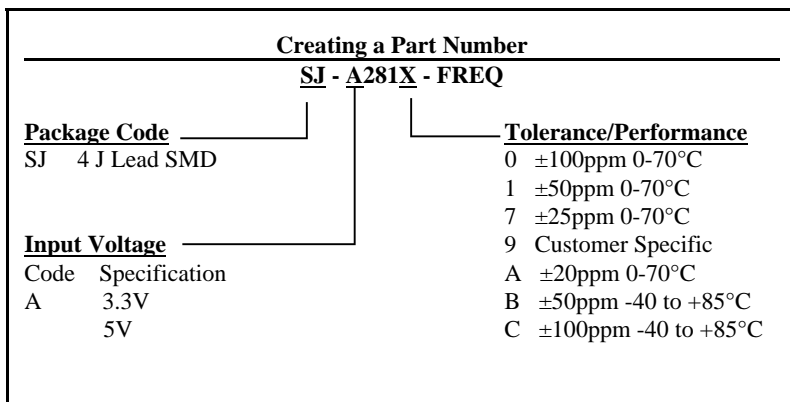 Creating a Part Number
SJ - A281X - FREQ
Package Code
SJ 4 J Lead SMD
Input Voltage
Code Specification
A 3.3V
5V
Tolerance/Performance
0 ±100ppm 0-70°C
1 ±50ppm 0-70°C
7 ±25ppm 0-70°C
9 Customer Specific
A ±20ppm 0-70°C
B ±50ppm -40 to +85°C
C ±100ppm -40 to +85°C